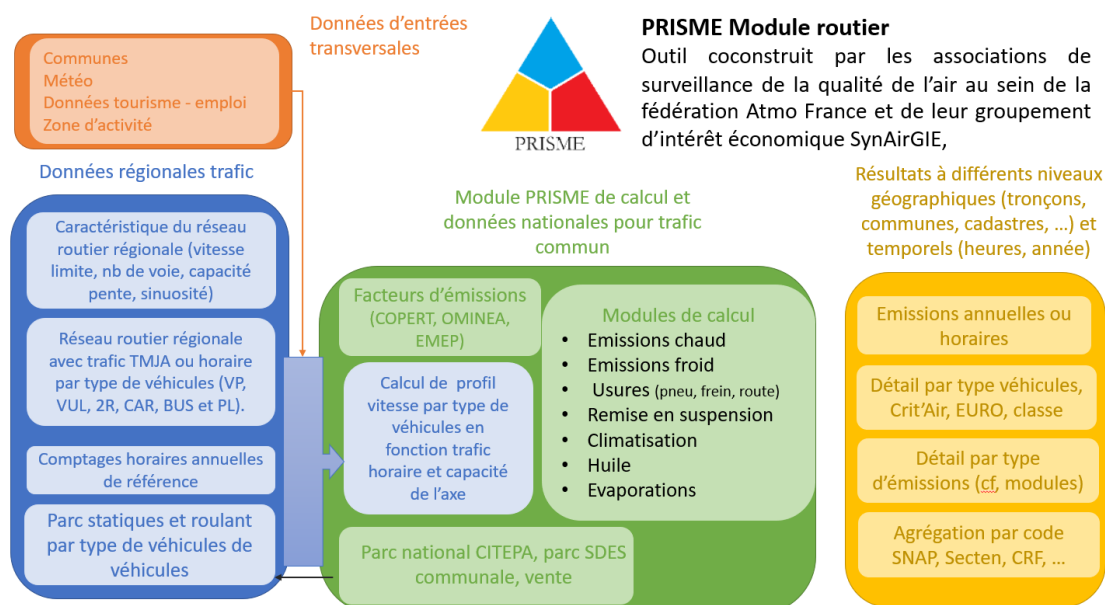 Données d'entrées
transversales
Communes
Météo
Données tourisme - emploi
Zone d'activité
PRISME
PRISME Module routier
Outil coconstruit par les associations de
surveillance de la qualité de l'air au sein de la
fédération Atmo France et de leur groupement
d'intérêt économique SynAirGIE,
Données régionales trafic
Caractéristique du réseau
routier régionale (vitesse
limite, nb de voie, capacité
pente, sinuosité)
Réseau routier régionale
avec trafic TMJA ou horaire
par type de véhicules (VP,
VUL, 2R, CAR, BUS et PL).
Comptages horaires annuelles
de référence
Parc statiques et roulant
par type de véhicules de
véhicules
Module PRISME de calcul et
données nationales pour trafic
commun
Facteurs d'émissions
(COPERT, OMINEA,
EMEP)
Calcul de profil
vitesse par type de
véhicules en
fonction trafic
horaire et capacité
de l'axe
Modules de calcul
• Emissions chaud
• Emissions froid
• Usures (pneu, frein, route)
• Remise en suspension
• Climatisation
• Huile
• Evaporations
Parc national CITEPA, parc SDES
communale, vente
Résultats à différents niveaux
géographiques (tronçons,
communes, cadastres, ...) et
temporels (heures, année)
Emissions annuelles ou
horaires
Détail par type véhicules,
Crit'Air, EURO, classe
Détail par type
d'émissions (cf, modules)
Agrégation par code
SNAP, Secten, CRF, ...